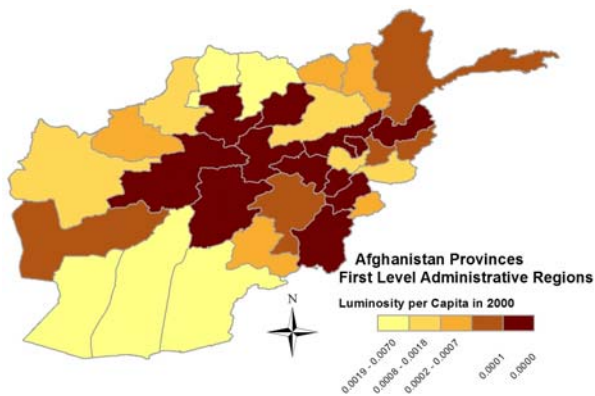 Afghanistan Provinces
First Level Administrative Regions
Luminosity per Capita in 2000
N
0.0019 - 0.0070
0.0008 - 0.0018
0.0002 - 0.0007
0.0001
0.0000